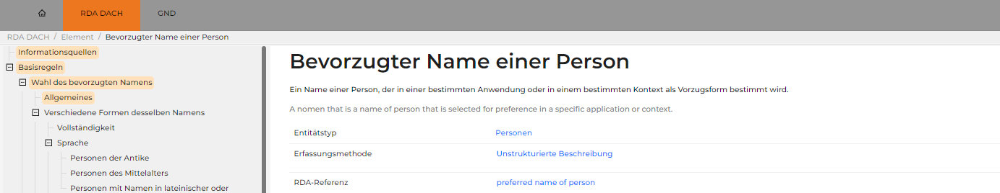 RDA DACH GND
RDA DACH / Element / Bevorzugter Name einer Person
Informationsquellen
Basisregeln
Wahl des bevorzugten Namens
Allgemeines
Verschiedene Formen desselben Namens
Vollständigkeit
Sprache
Personen der Antike
Personen des Mittelalters
Personen mit Namen in lateinischer oder
Bevorzugter Name einer Person
Ein Name einer Person, der in einer bestimmten Anwendung oder in einem bestimmten Kontext als Vorzugsform bestimmt wird.
A nomen that is a name of person that is selected for preference in a specific application or context.
Entitätstyp Personen
Erfassungsmethode Unstrukturierte Beschreibung
RDA-Referenz preferred name of person